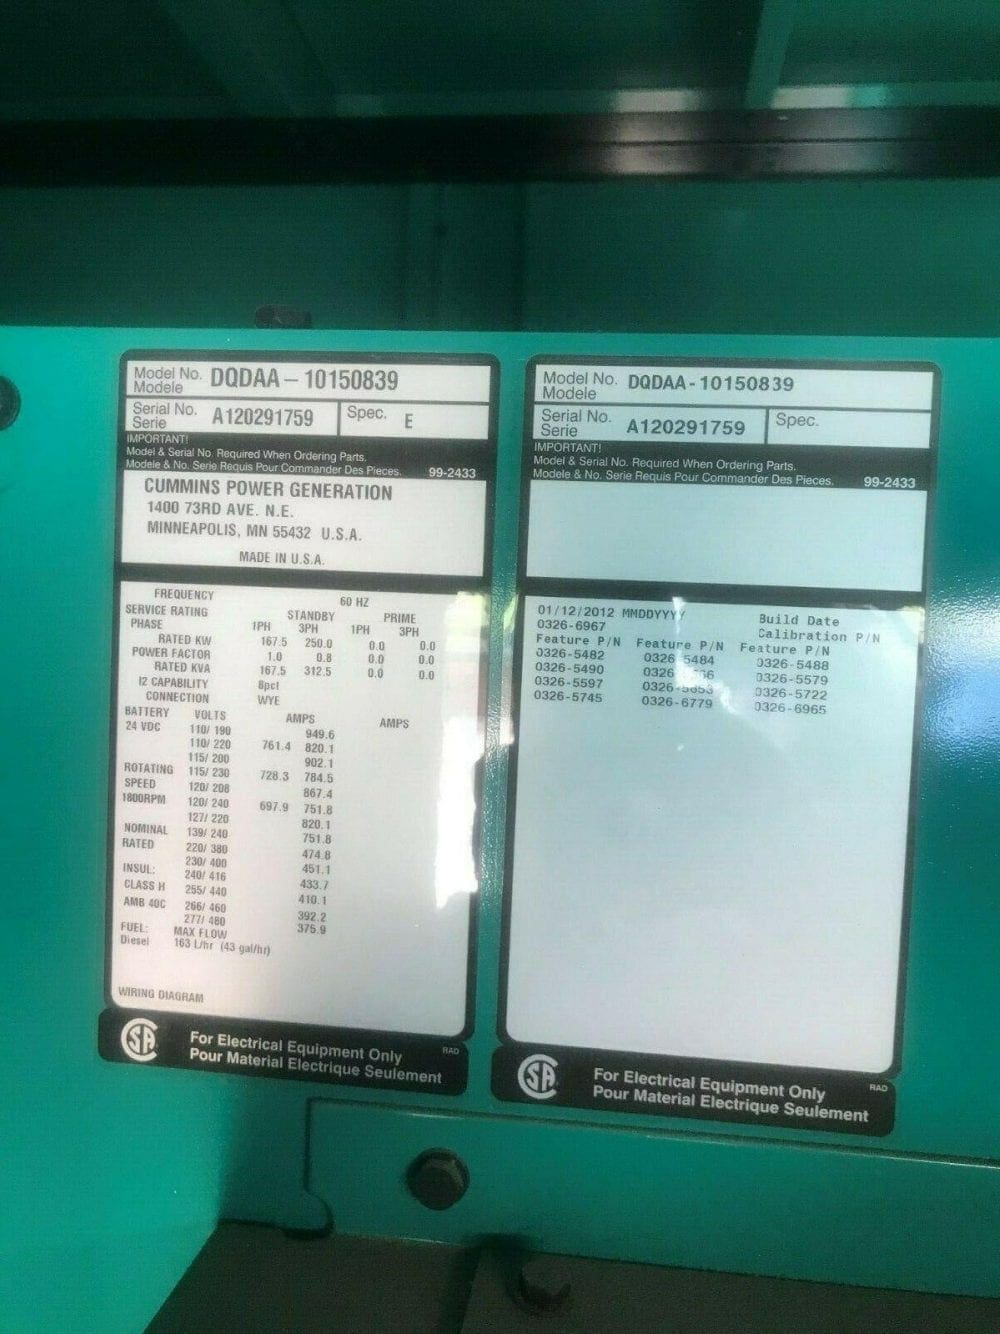 Model No. DQDAA – 10150839
Modele
Serial No. A120291759 Spec. E
Serie
IMPORTANT!
Model & Serial No. Required When Ordering Parts.
Modele & No. Serie Requis Pour Commander Des Pieces. 99-2433
CUMMINS POWER GENERATION
1400 73RD AVE. N.E.
MINNEAPOLIS, MN 55432 U.S.A.
MADE IN U.S.A.
FREQUENCY 60 HZ
SERVICE RATING STANDBY PRIME
PHASE 1PH 3PH 1PH 3PH
RATED KW 167.5 250.0 0.0 0.0
POWER FACTOR 1.0 0.8 0.0 0.0
RATED KVA 167.5 312.5 0.0 0.0
I2 CAPABILITY 8pct
CONNECTION WYE
BATTERY VOLTS AMPS AMPS
24 VDC 110/ 190 949.6
110/ 220 761.4 820.1
115/ 200 902.1
ROTATING 115/ 230 728.3 784.5
SPEED 120/ 208 867.4
1800RPM 120/ 240 697.9 751.8
127/ 220 820.1
NOMINAL 139/ 240 751.8
RATED 220/ 380 474.8
230/ 400 451.1
INSUL: 240/ 416 433.7
CLASS H 255/ 440 410.1
AMB 40C 266/ 460 392.2
277/ 480 375.9
FUEL: MAX FLOW
Diesel 163 L/hr (43 gal/hr)
WIRING DIAGRAM
SA For Electrical Equipment Only RAD
Pour Material Electrique Seulement
Model No. DQDAA - 10150839
Modele
Serial No. A120291759 Spec.
Serie
IMPORTANT!
Model & Serial No. Required When Ordering Parts.
Modele & No. Serie Requis Pour Commander Des Pieces. 99-2433
01/12/2012 MMDDYYYY Build Date
0326-6967 Calibration P/N
Feature P/N Feature P/N Feature P/N
0326-5482 0326-5484 0326-5488
0326-5490 0326-5579
0326-5597 0326-5653 0326-5722
0326-5745 0326-6779 0326-6965
SA For Electrical Equipment Only RAD
Pour Material Electrique Seulement